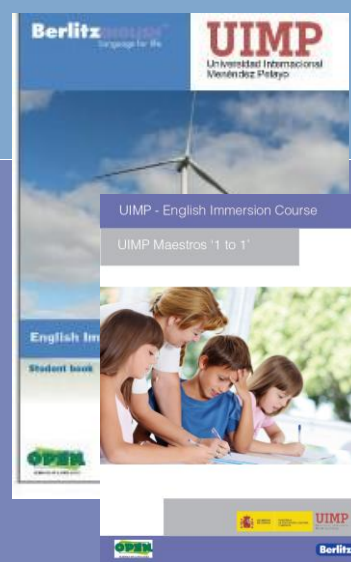 Berlitz ENGLISH™
Language for life
UIMP
Universidad Internacional
Menéndez Pelayo
UIMP - English Immersion Course
UIMP Maestros '1 to 1'
English Im
Student book
OPEN
UIMP
OPEN
Berlitz